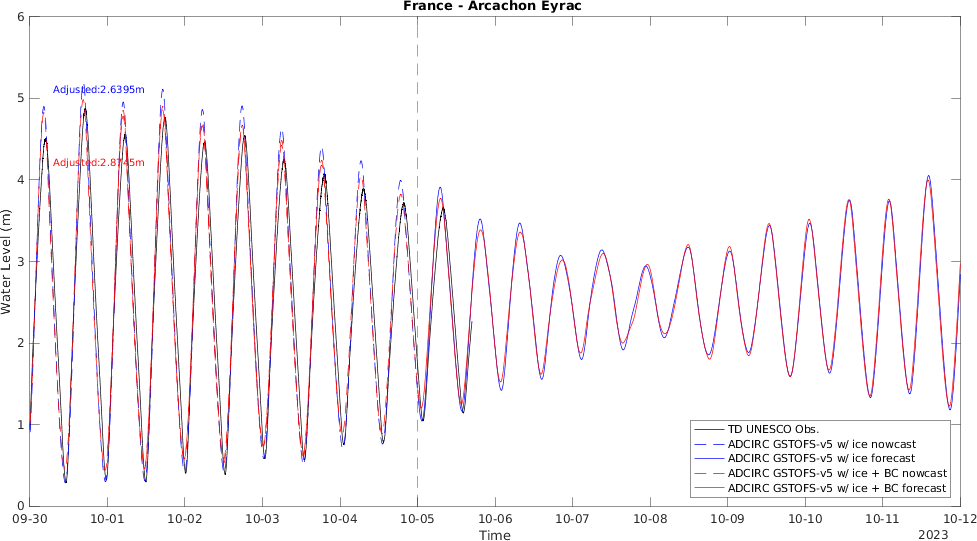 France - Arcachon Eyrac
6
5
4
3
2
1
0
Water Level (m)
Adjusted:2.6395m
Adjusted:2.8745m
TD UNESCO Obs.
ADCIRC GSTOFS-v5 w/ ice nowcast
ADCIRC GSTOFS-v5 w/ ice forecast
ADCIRC GSTOFS-v5 w/ ice + BC nowcast
ADCIRC GSTOFS-v5 w/ ice + BC forecast
09-30 10-01 10-02 10-03 10-04 10-05 10-06 10-07 10-08 10-09 10-10 10-11 10-12
Time
2023